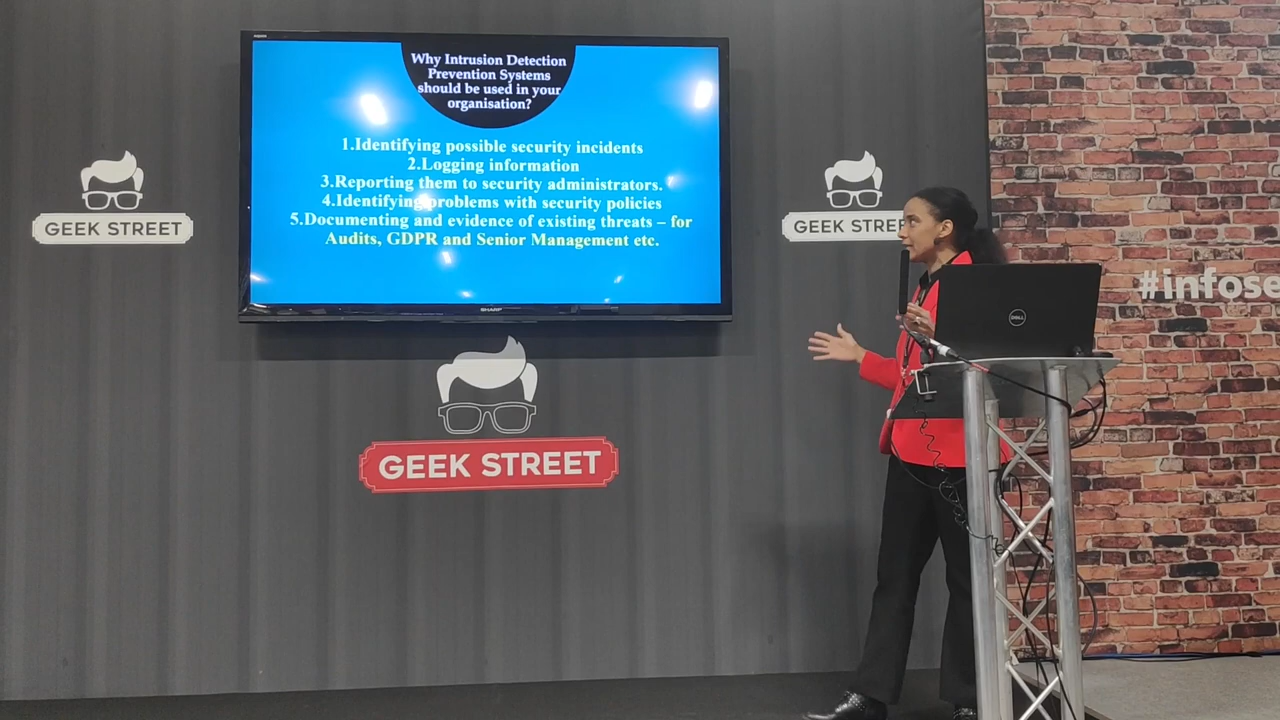 Why Intrusion Detection
Prevention Systems
should be used in your
organisation?
1.Identifying possible security incidents
2.Logging information
3.Reporting them to security administrators.
4.Identifying problems with security policies
5.Documenting and evidence of existing threats – for
Audits, GDPR and Senior Management etc.
SHARP
GEEK STREET
GEEK STREE
GEEK STREET
DELL
#infose